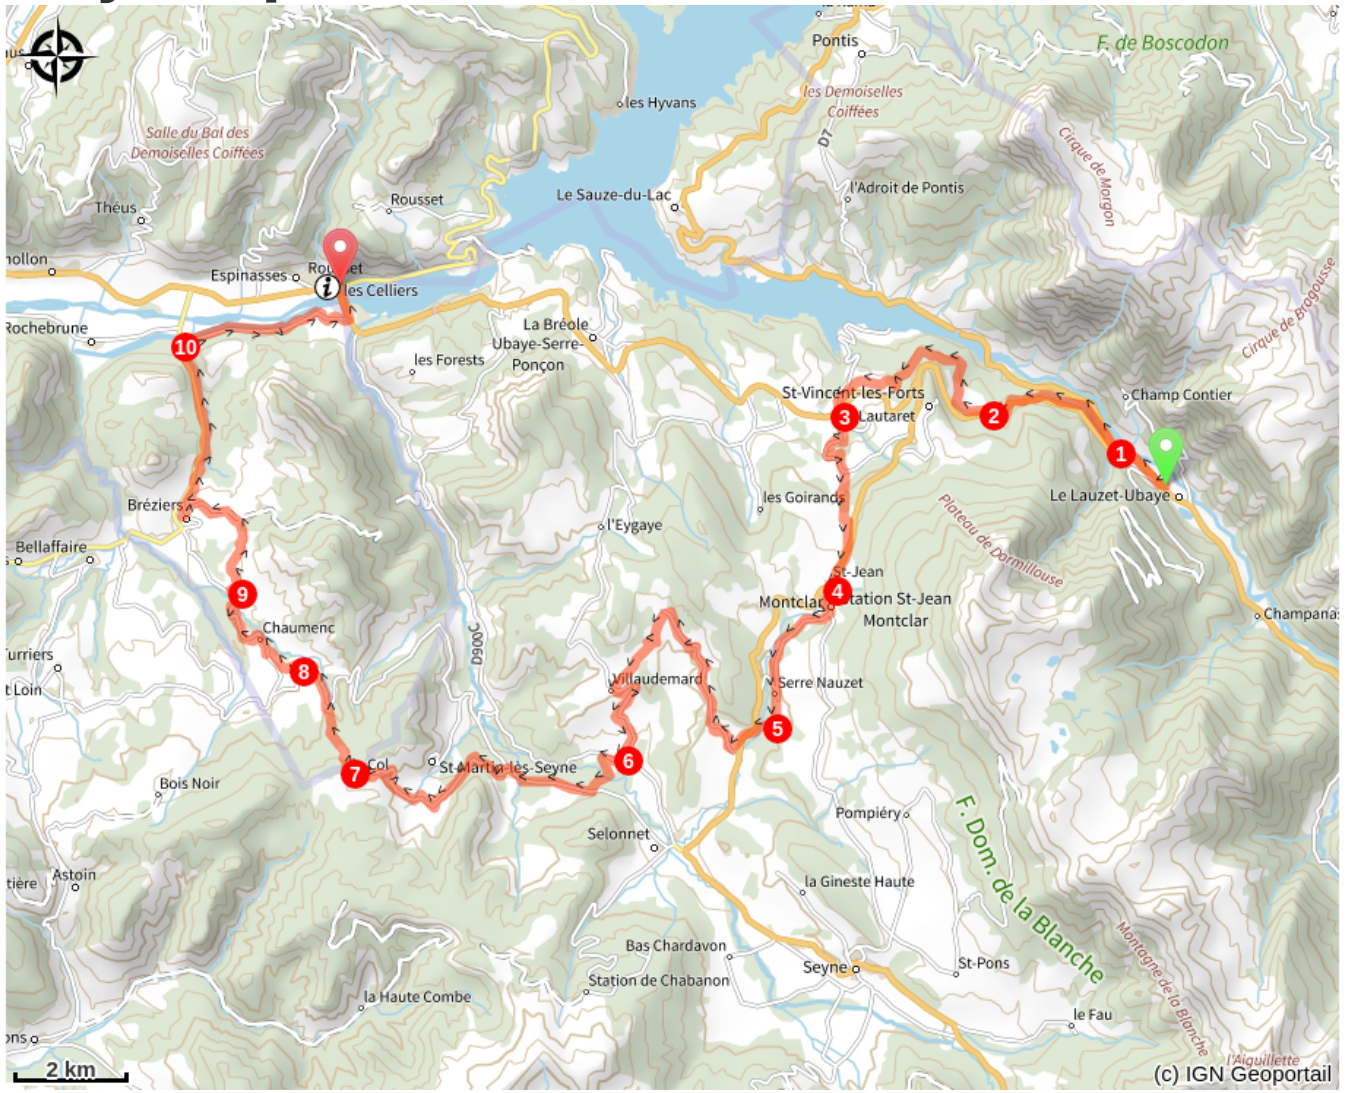 Pontis
F. de Boscodon
les Hyvans
les Demoiselles
Coiffées
D7
Salle du Bal des
Demoiselles Coiffées
Cirque de Morgon
Le Sauze-du-Lac
l'Adroit de Pontis
Rousset
Théus
Espinasses
les Celliers
i
Cirque de Bragousse
Rochebrune
La Bréole
Ubaye-Serre-
Ponçon
les Forests
10
St-Vincent-les-Forts
Champ Contier
3
Lautaret
2
1
Le Lauzet-Ubaye
Bréziers
les Goirands
l'Eygaye
Plateau de Dormillouse
Bellaffaire
St-Jean
4
Montclar
Station St-Jean
Montclar
9
Champanas
Chaumenc
D900C
8
Villaudemard
Serre Nauzet
Turriers
5
6
7
Col
St-Martin-lès-Seyne
Bois Noir
Selonnet
Pompiéry
F. Dom. de la Blanche
Astoin
la Gineste Haute
Bas Chardavon
Seyne
St-Pons
Station de Chabanon
Montagne de la Blanche
la Haute Combe
le Fau
l'Aiguillette
2 km
(c) IGN Geoportail